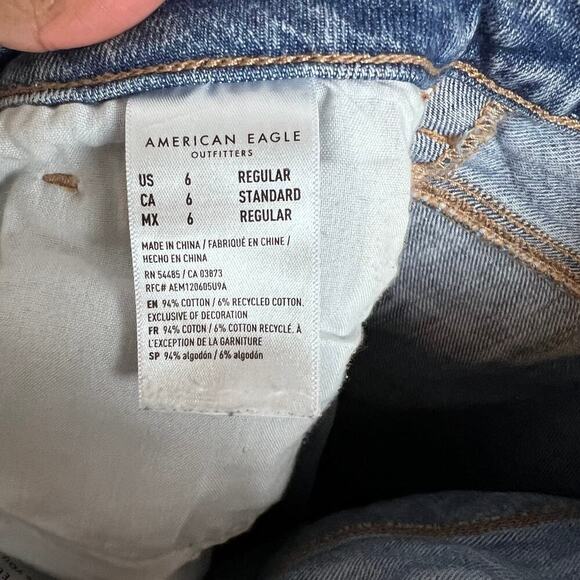 AMERICAN EAGLE
OUTFITTERS
US 6 REGULAR
CA 6 STANDARD
MX 6 REGULAR
MADE IN CHINA / FABRIQUÉ EN CHINE /
HECHO EN CHINA
RN 54485 / CA 03873
RFC# AEM120605U9A
EN 94% COTTON / 6% RECYCLED COTTON.
EXCLUSIVE OF DECORATION
FR 94% COTON / 6% COTTON RECYCLÉ. À
L'EXCEPTION DE LA GARNITURE
SP 94% algodón / 6% algodón